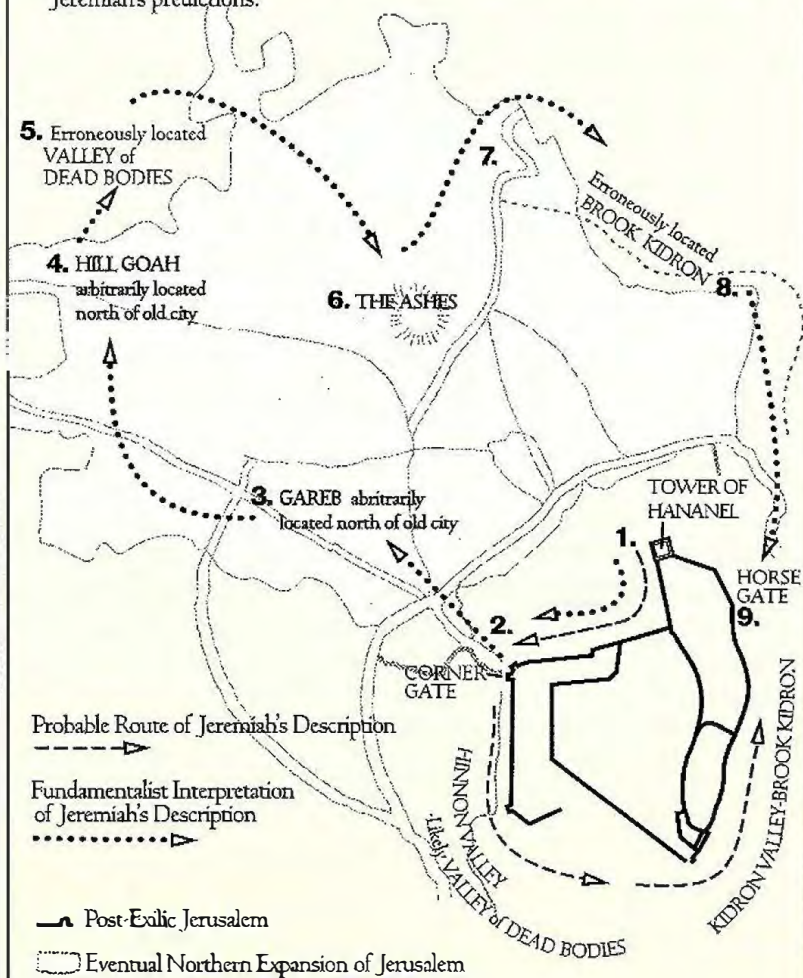 Jeremiah's predictions.
5. Erroneously located
VALLEY of
DEAD BODIES
7.
Erroneously located
BROOK KIDRON
4. HILL GOAH
arbitrarily located
north of old city
6. THE ASHES
8.
3. GAREB abritrarily
located north of old city
TOWER OF
HANANEL
1.
HORSE
GATE
9.
2.
CORNER
GATE
Probable Route of Jeremiah's Description
Fundamentalist Interpretation
of Jeremiah's Description
HINNON VALLEY
-Likely VALLEY of DEAD BODIES
KIDRON VALLEY-BROOK KIDRON
Post-Exilic Jerusalem
Eventual Northern Expansion of Jerusalem